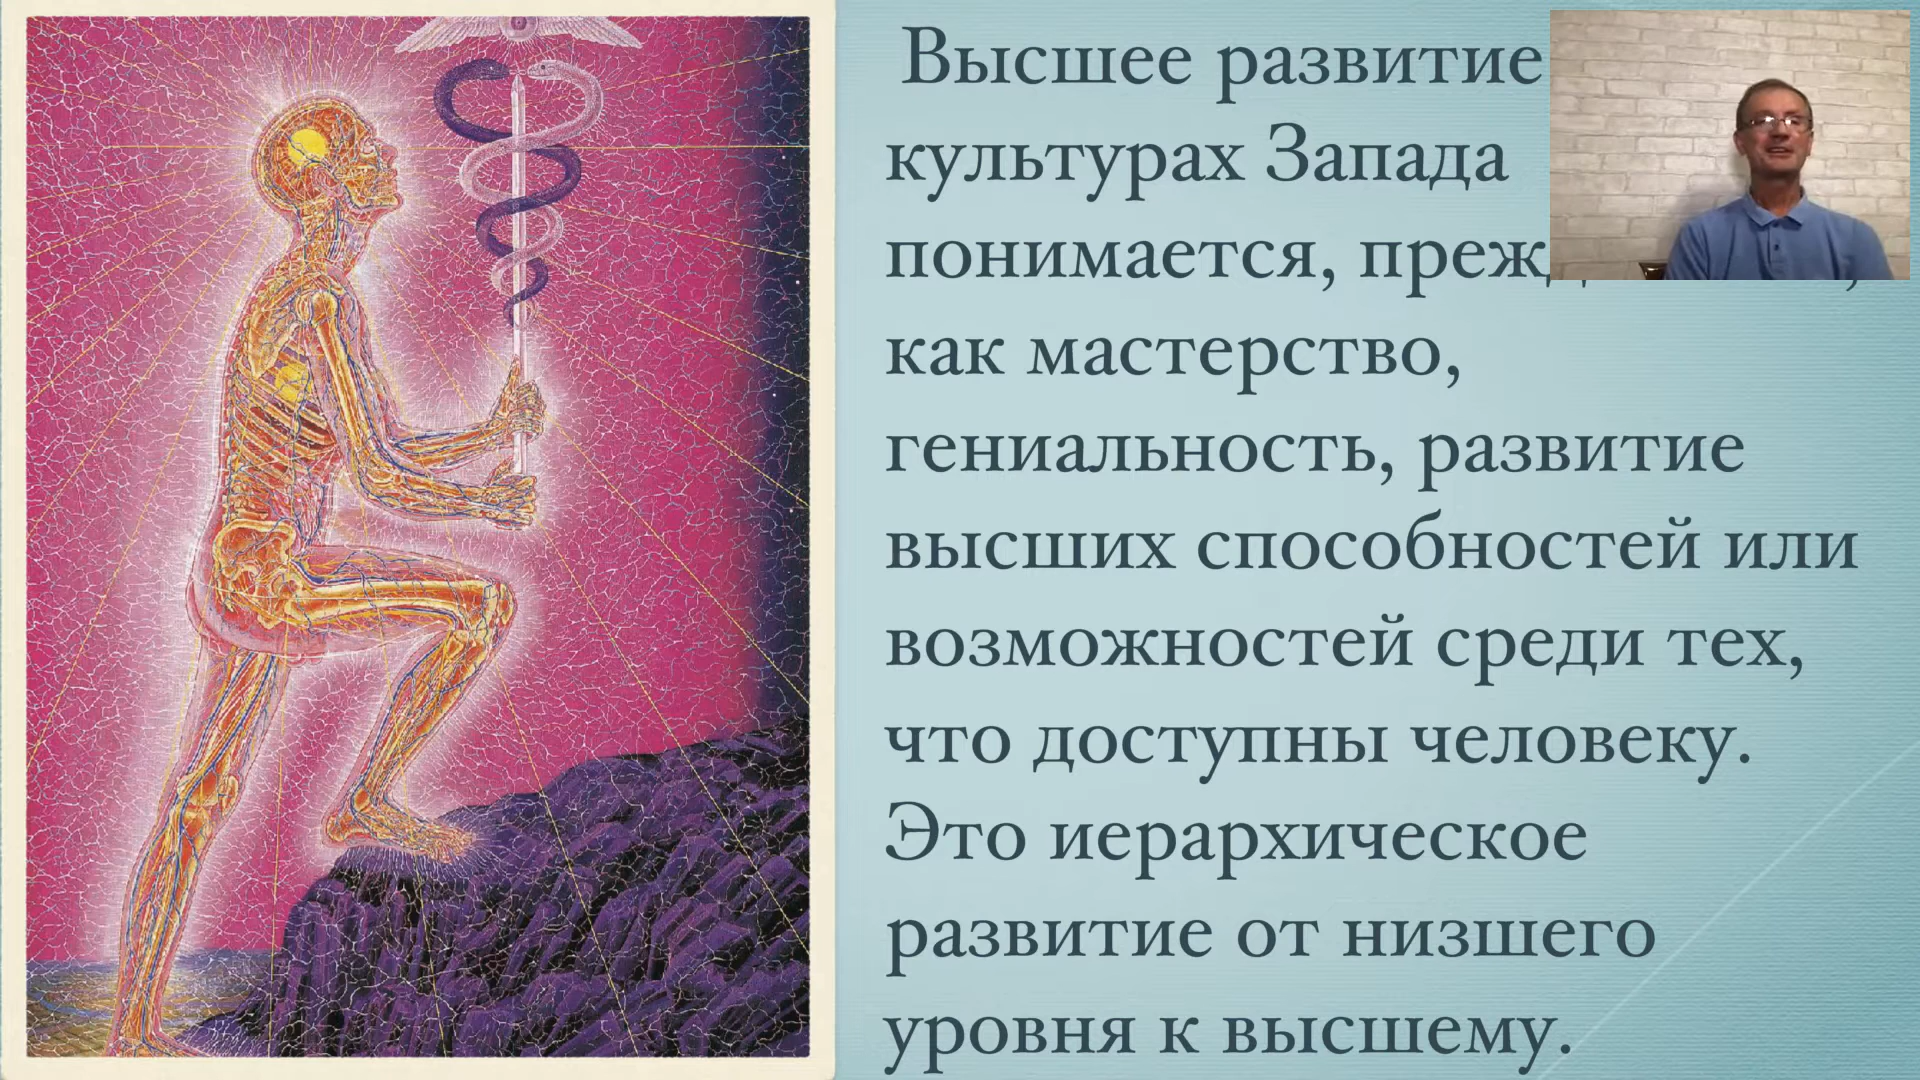 Высшее развитие
культурах Запада
понимается,
как мастерство,
гениальность, развитие
высших способностей или
возможностей среди тех,
что доступны человеку.
Это иерархическое
развитие от низшего
уровня к высшему.